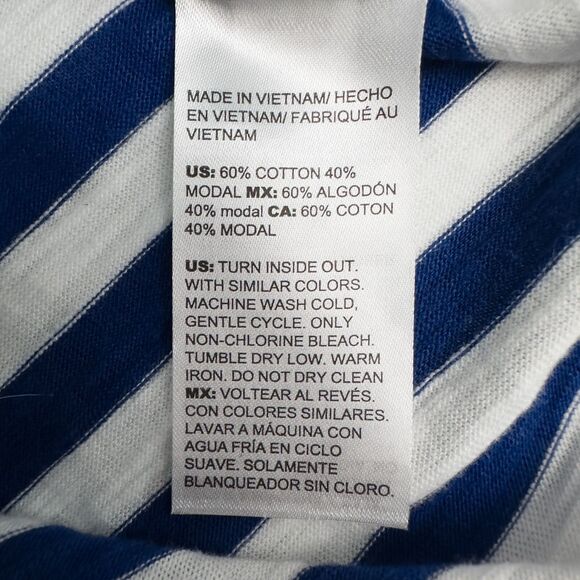 MADE IN VIETNAM/ HECHO
EN VIETNAM/ FABRIQUÉ AU
VIETNAM
US: 60% COTTON 40%
MODAL MX: 60% ALGODÓN
40% modal CA: 60% COTON
40% MODAL
US: TURN INSIDE OUT.
WITH SIMILAR COLORS.
MACHINE WASH COLD,
GENTLE CYCLE. ONLY
NON-CHLORINE BLEACH.
TUMBLE DRY LOW. WARM
IRON. DO NOT DRY CLEAN
MX: VOLTEAR AL REVÉS.
CON COLORES SIMILARES.
LAVAR A MÁQUINA CON
AGUA FRÍA EN CICLO
SUAVE. SOLAMENTE
BLANQUEADOR SIN CLORO.